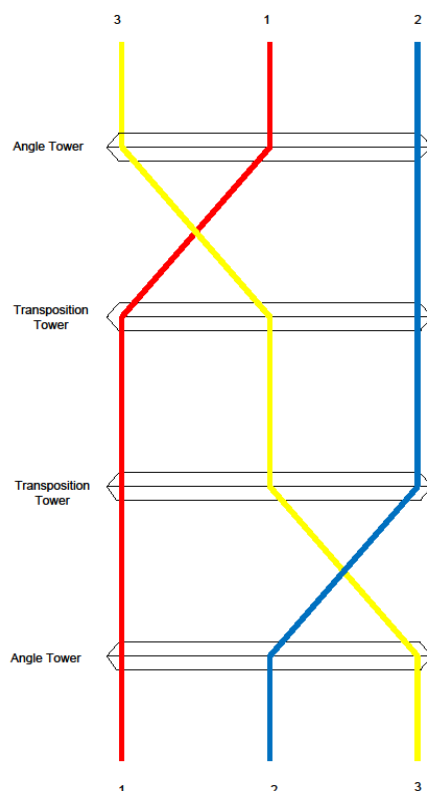 3
1
2
Angle Tower
Transposition
Tower
Transposition
Tower
Angle Tower
1
2
3